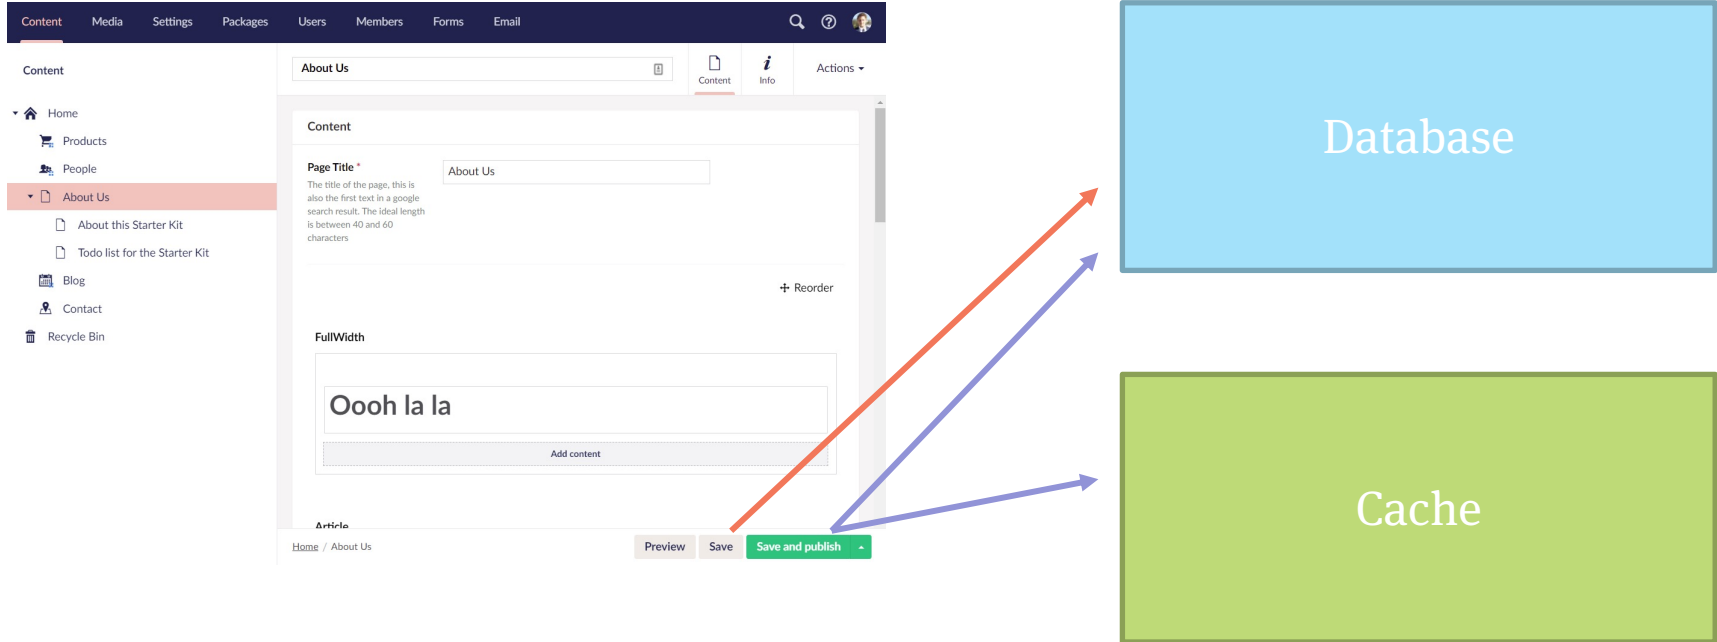 Content Media Settings Packages Users Members Forms Email
Content
Home
Products
People
About Us
About this Starter Kit
Todo list for the Starter Kit
Blog
Contact
Recycle Bin
About Us
Content
Info
Actions
Content
Page Title *
The title of the page, this is
also the first text in a google
search result. The ideal length
is between 40 and 60
characters
About Us
Reorder
FullWidth
Oooh la la
Add content
Article
Home / About Us
Preview Save Save and publish
Database
Cache